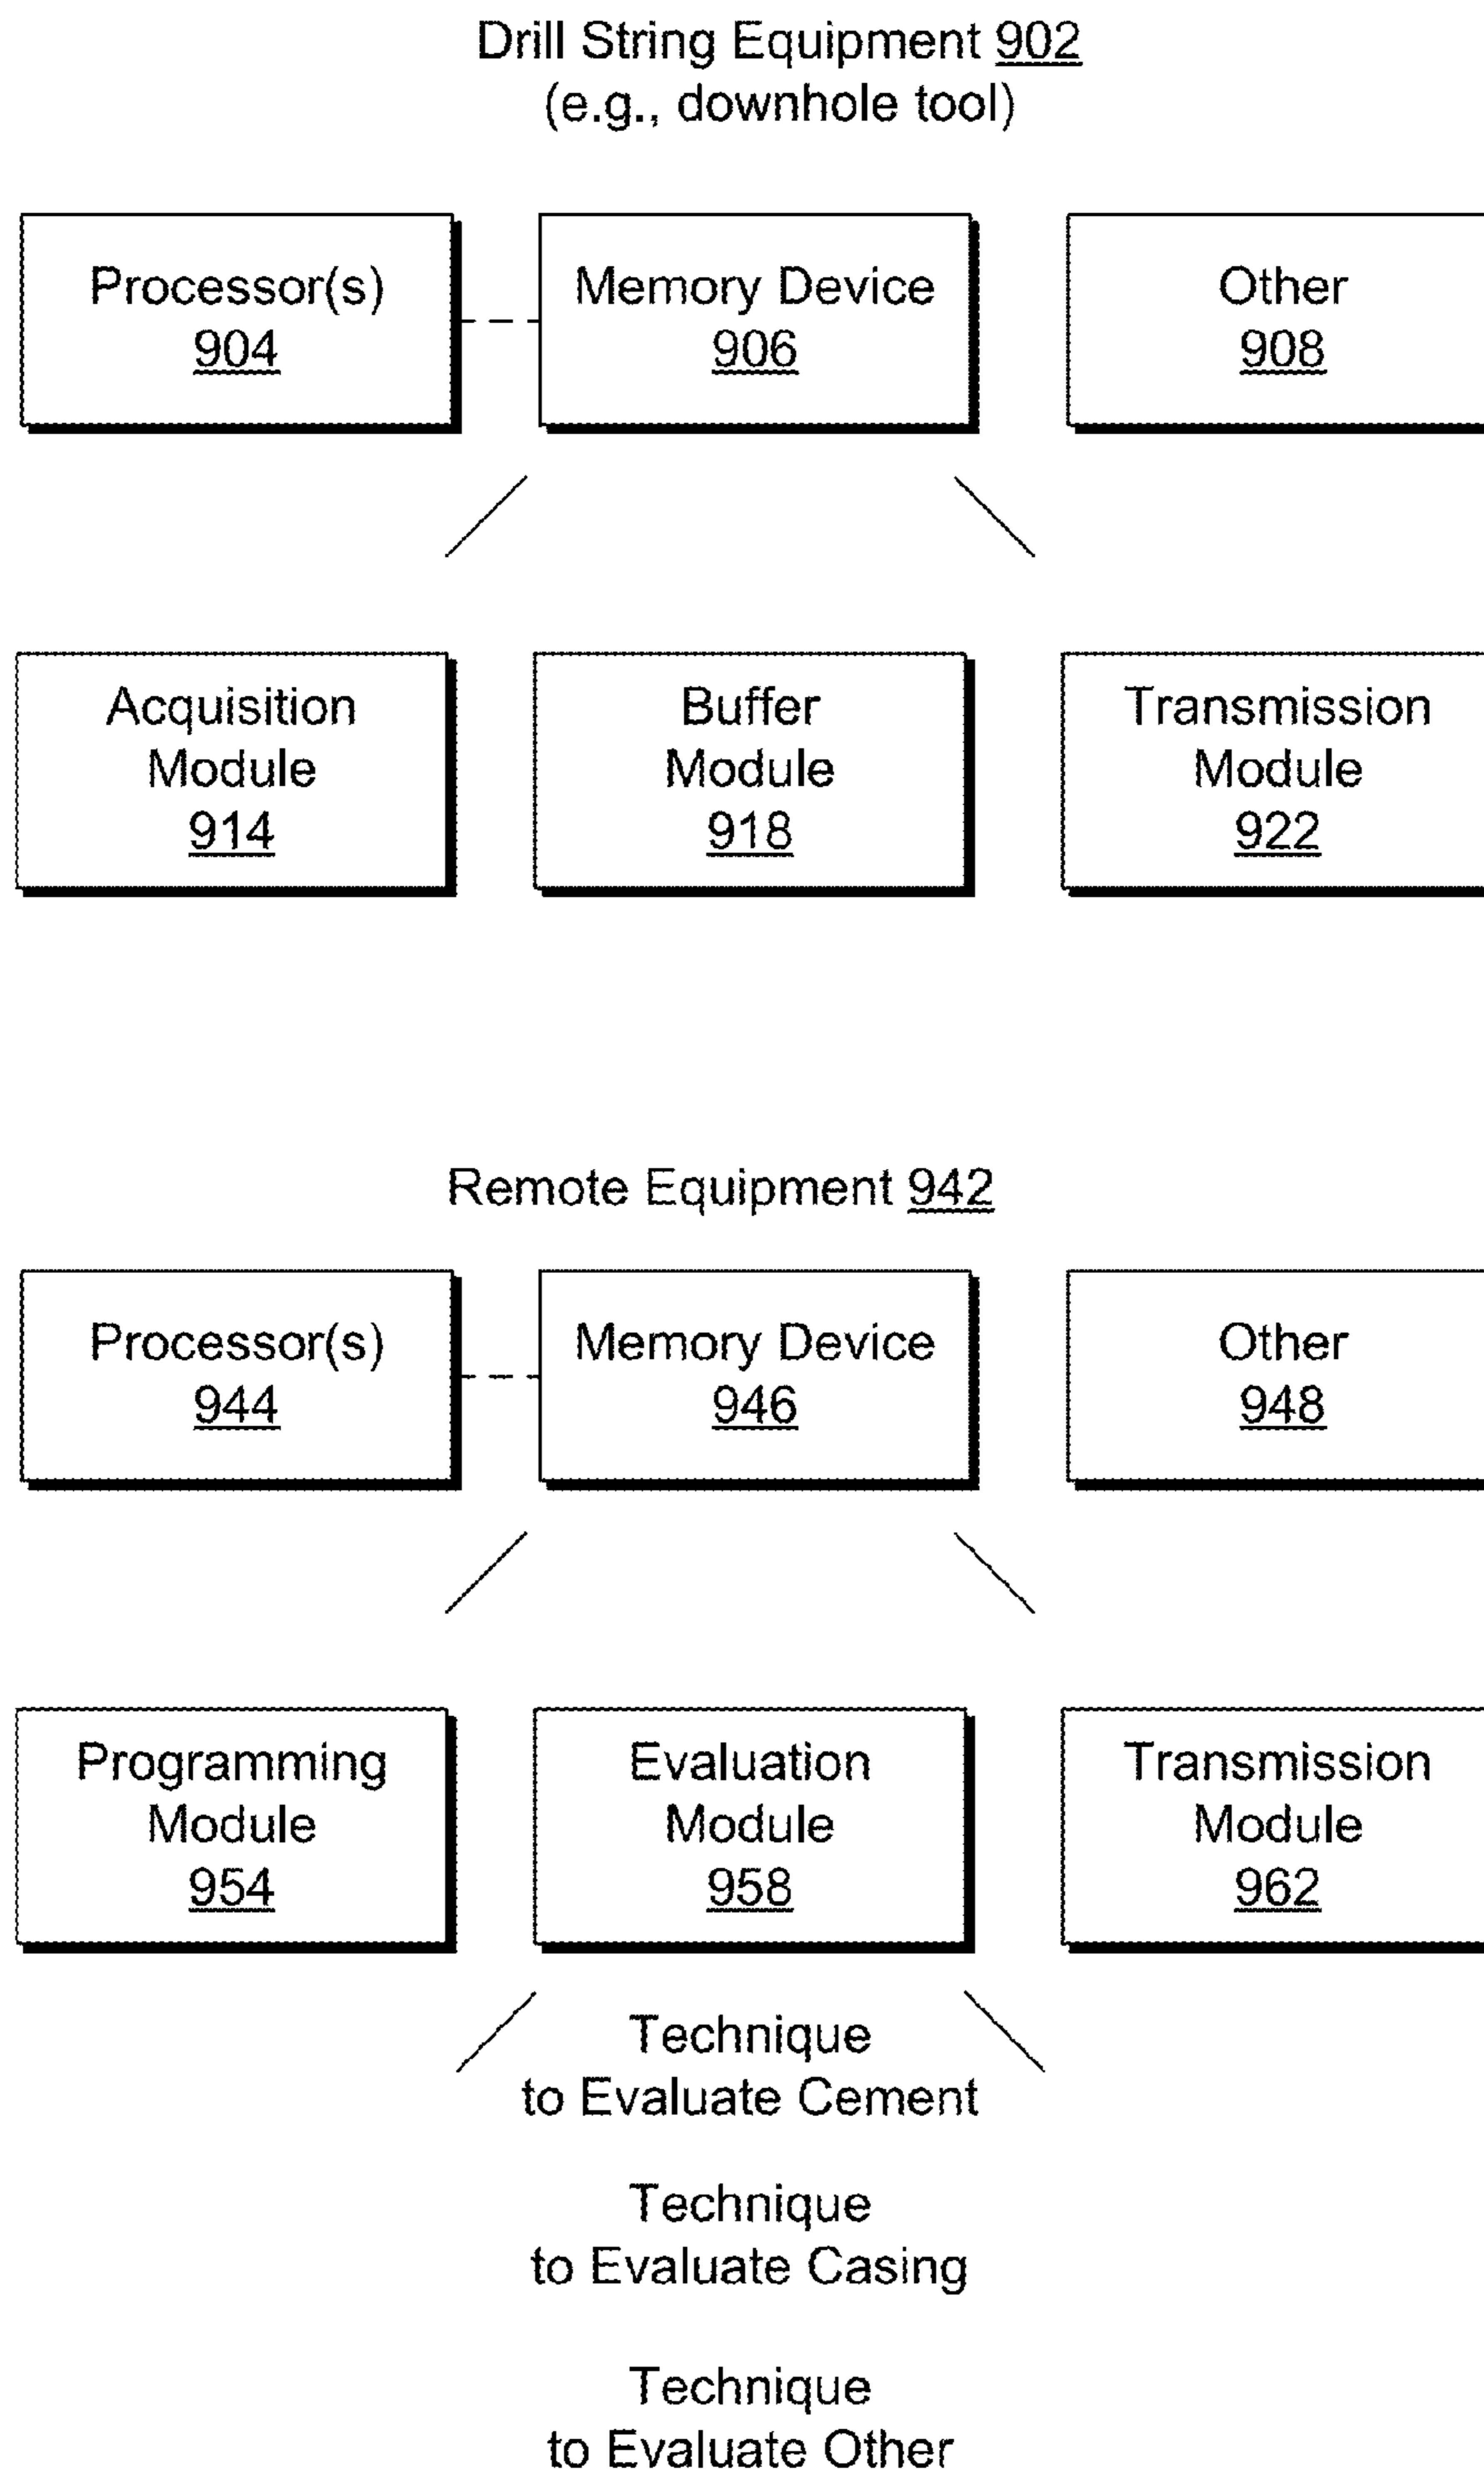 Drill String Equipment 902
(e.g., downhole tool)
Processor(s)
904
Memory Device
906
Other
908
Acquisition
Module
914
Buffer
Module
918
Transmission
Module
922
Remote Equipment 942
Processor(s)
944
Memory Device
946
Other
948
Programming
Module
954
Evaluation
Module
958
Transmission
Module
962
Technique
to Evaluate Cement
Technique
to Evaluate Casing
Technique
to Evaluate Other